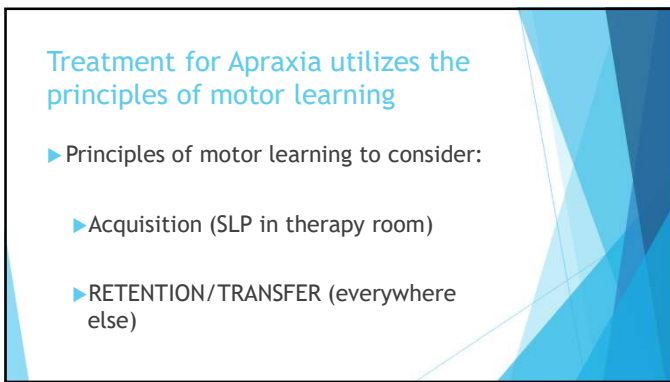 Treatment for Apraxia utilizes the
principles of motor learning
Principles of motor learning to consider:
Acquisition (SLP in therapy room)
RETENTION/TRANSFER (everywhere
else)